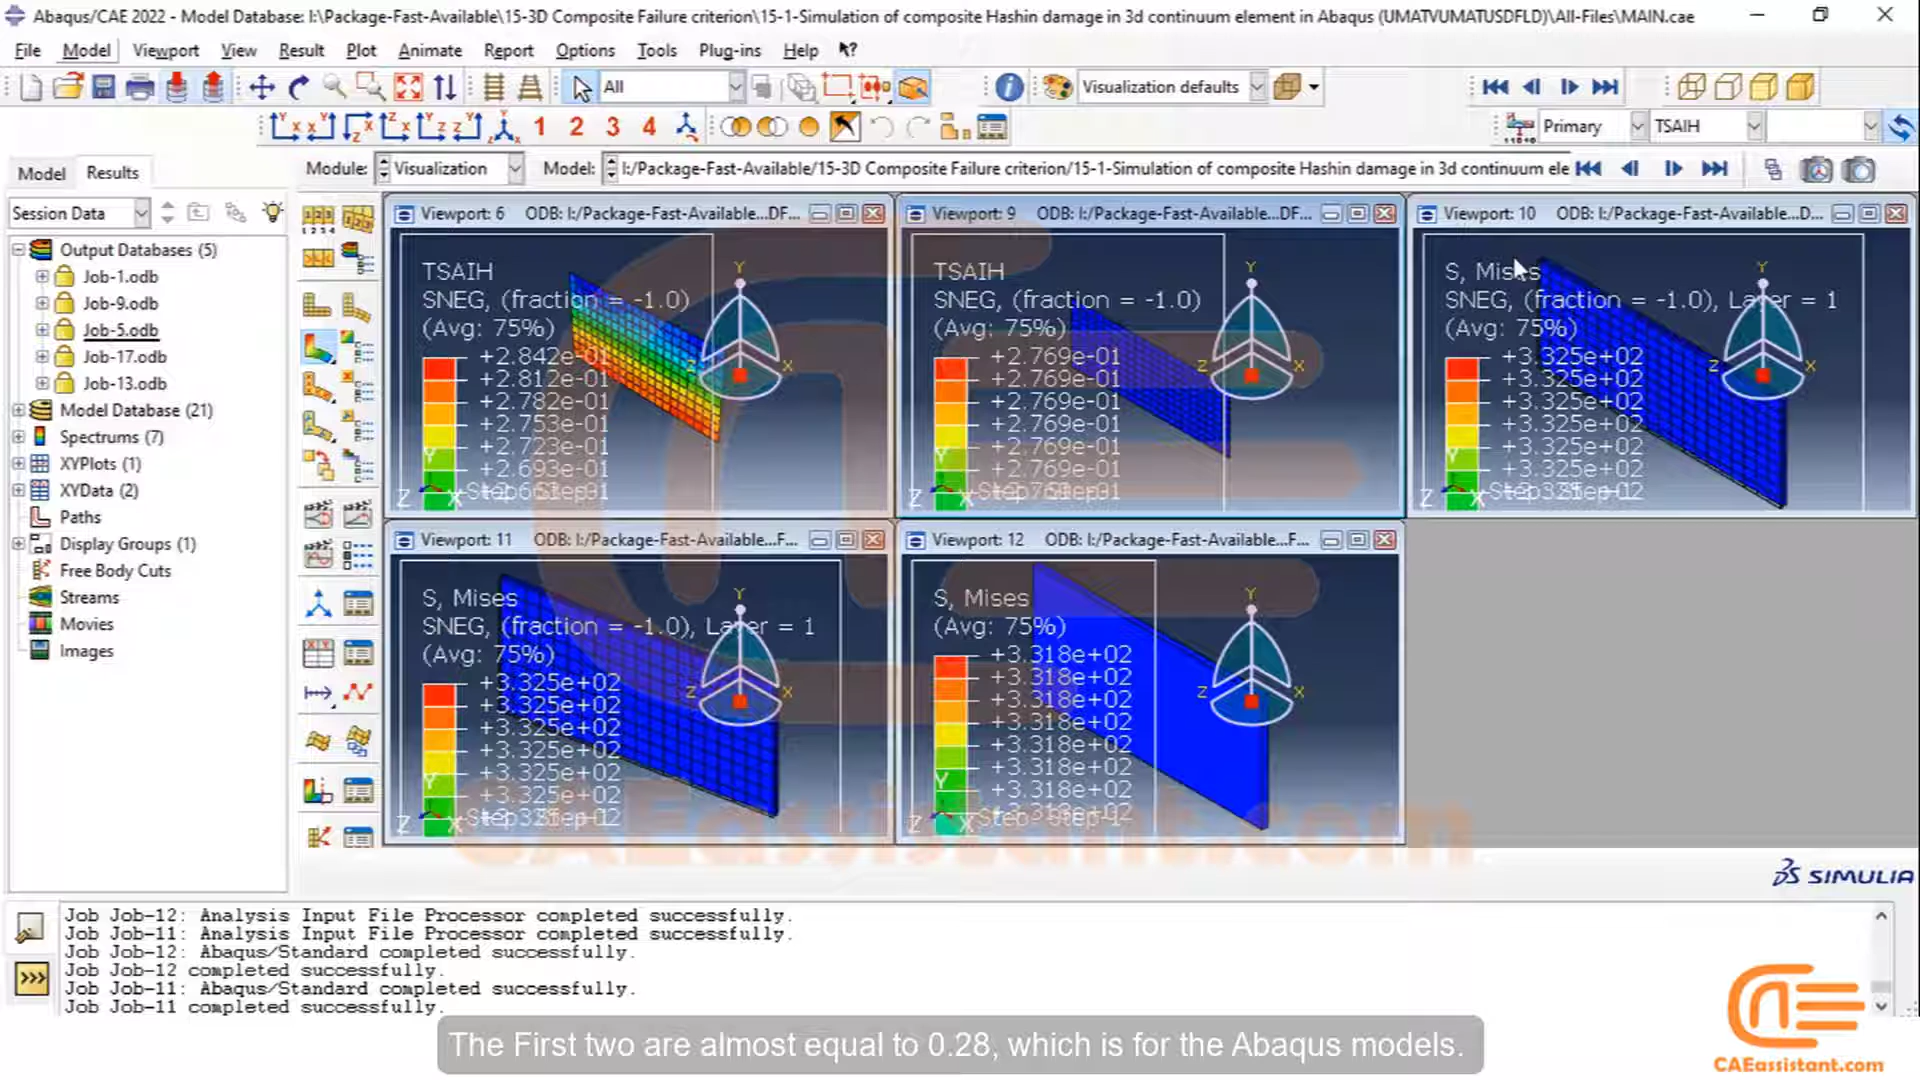 Abaqus/CAE 2022 - Model Database: I:\Package-Fast-Available\15-3D Composite Failure criterion\15-1-Simulation of composite Hashin damage in 3d continuum element in Abaqus (UMATVUMATUSDFLD)\All-Files\MAIN.cae
File Model Viewport View Result Plot Animate Report Options Tools Plug-ins Help
All Visualization defaults
1 2 3 4 Primary TSAIH
Model Results
Module: Visualization Model: I:/Package-Fast-Available/15-3D Composite Failure criterion/15-1-Simulation of composite Hashin damage in 3d continuum ele
Session Data
Output Databases (5)
Job-1.odb
Job-9.odb
Job-5.odb
Job-17.odb
Job-13.odb
Model Database (21)
Spectrums (7)
XYPlots (1)
XYData (2)
Paths
Display Groups (1)
Free Body Cuts
Streams
Movies
Images
Viewport: 6 ODB: I:/Package-Fast-Available...DF...
TSAIH
SNEG, (fraction = -1.0)
(Avg: 75%)
+2.842e-01
+2.812e-01
+2.782e-01
+2.753e-01
+2.723e-01
+2.693e-01
Viewport: 9 ODB: I:/Package-Fast-Available...DF...
TSAIH
SNEG, (fraction = -1.0)
(Avg: 75%)
+2.769e-01
+2.769e-01
+2.769e-01
+2.769e-01
+2.769e-01
+2.769e-01
Viewport: 10 ODB: I:/Package-Fast-Available...D...
S, Mises
SNEG, (fraction = -1.0), Layer = 1
(Avg: 75%)
+3.325e+02
+3.325e+02
+3.325e+02
+3.325e+02
+3.325e+02
+3.325e+02
Viewport: 11 ODB: I:/Package-Fast-Available...F...
S, Mises
SNEG, (fraction = -1.0), Layer = 1
(Avg: 75%)
+3.325e+02
+3.325e+02
+3.325e+02
+3.325e+02
+3.325e+02
+3.325e+02
Viewport: 12 ODB: I:/Package-Fast-Available...F...
S, Mises
(Avg: 75%)
+3.318e+02
+3.318e+02
+3.318e+02
+3.318e+02
+3.318e+02
+3.318e+02
+3.318e+02
CAEassistant.com
SIMULIA
Job Job-12: Analysis Input File Processor completed successfully.
Job Job-11: Analysis Input File Processor completed successfully.
Job Job-12: Abaqus/Standard completed successfully.
Job Job-12 completed successfully.
Job Job-11: Abaqus/Standard completed successfully.
Job Job-11 completed successfully.
The First two are almost equal to 0.28, which is for the Abaqus models.
CAEassistant.com